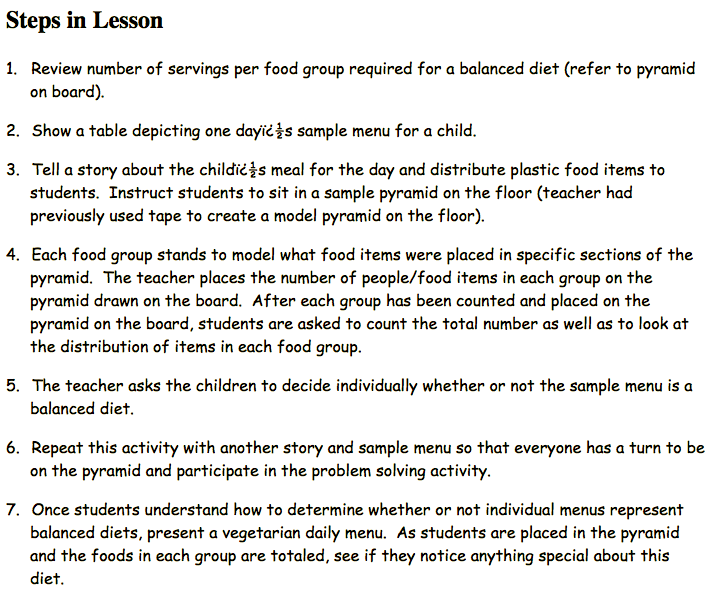 Steps in Lesson
1. Review number of servings per food group required for a balanced diet (refer to pyramid
on board).
2. Show a table depicting one dayï¿½s sample menu for a child.
3. Tell a story about the childï¿½s meal for the day and distribute plastic food items to
students. Instruct students to sit in a sample pyramid on the floor (teacher had
previously used tape to create a model pyramid on the floor).
4. Each food group stands to model what food items were placed in specific sections of the
pyramid. The teacher places the number of people/food items in each group on the
pyramid drawn on the board. After each group has been counted and placed on the
pyramid on the board, students are asked to count the total number as well as to look at
the distribution of items in each food group.
5. The teacher asks the children to decide individually whether or not the sample menu is a
balanced diet.
6. Repeat this activity with another story and sample menu so that everyone has a turn to be
on the pyramid and participate in the problem solving activity.
7. Once students understand how to determine whether or not individual menus represent
balanced diets, present a vegetarian daily menu. As students are placed in the pyramid
and the foods in each group are totaled, see if they notice anything special about this
diet.